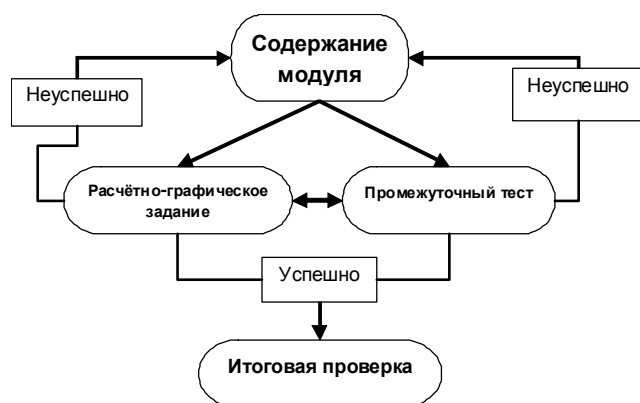 Содержание
модуля
Неуспешно
Неуспешно
Расчётно-графическое
задание
Промежуточный тест
Успешно
Итоговая проверка